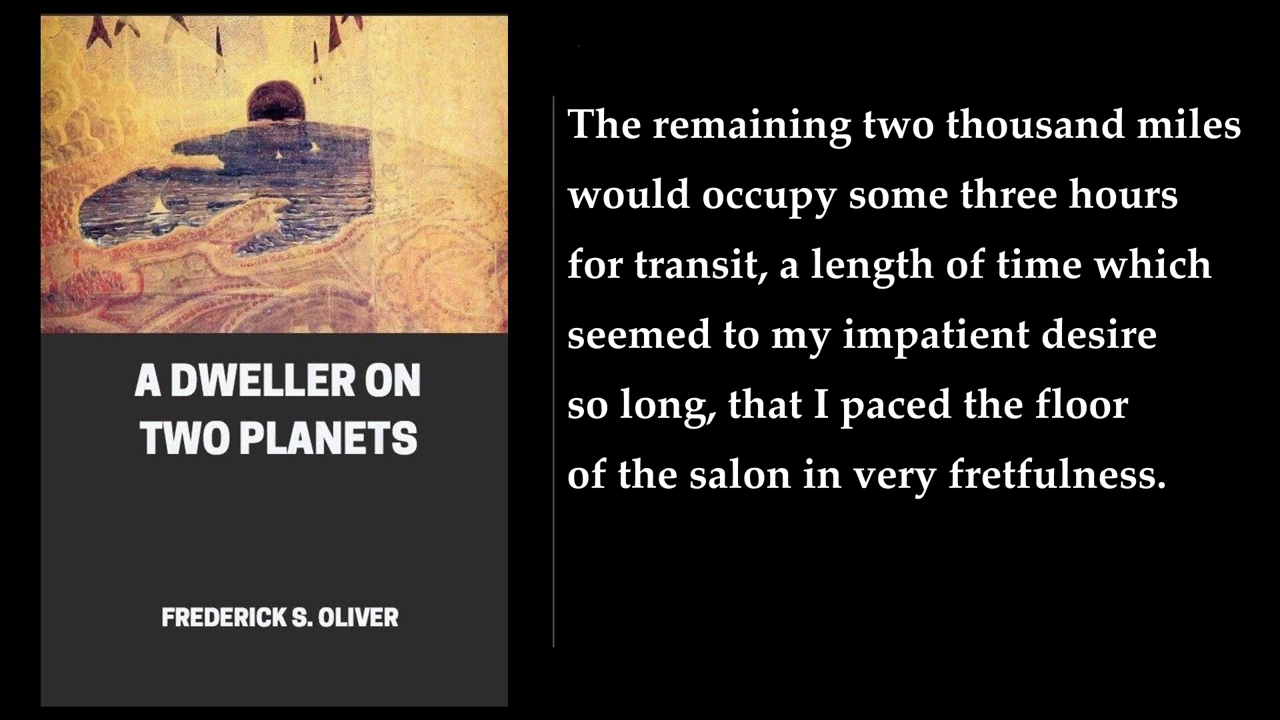 A DWELLER ON
TWO PLANETS
FREDERICK S. OLIVER
The remaining two thousand miles
would occupy some three hours
for transit, a length of time which
seemed to my impatient desire
so long, that I paced the floor
of the salon in very fretfulness.